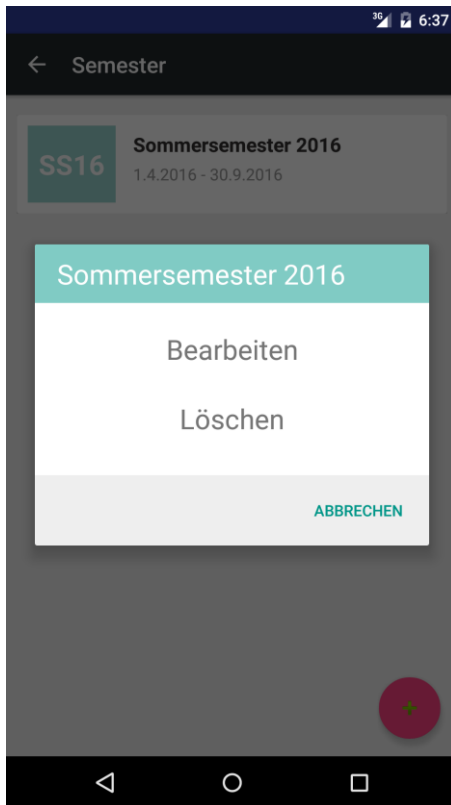 3G 6:37
Semester
SS16
Sommersemester 2016
1.4.2016 - 30.9.2016
Sommersemester 2016
Bearbeiten
Löschen
ABBRECHEN
+